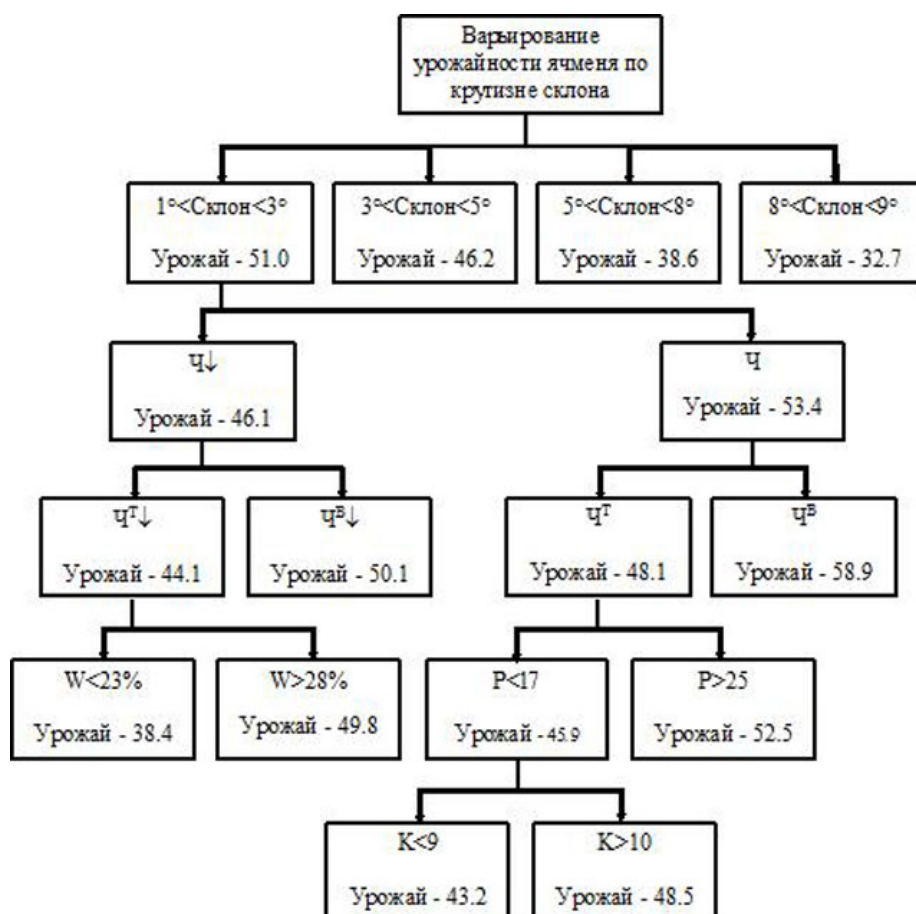 Варьирование
урожайности ячменя по
крутизне склона
1°<Склон<3°
Урожай - 51.0
3°<Склон<5°
Урожай - 46.2
5°<Склон<8°
Урожай - 38.6
8°<Склон<9°
Урожай - 32.7
Ч↓
Урожай - 46.1
Ч
Урожай - 53.4
Чᵀ↓
Урожай - 44.1
Чᴮ↓
Урожай - 50.1
Чᵀ
Урожай - 48.1
Чᴮ
Урожай - 58.9
W<23%
Урожай - 38.4
W>28%
Урожай - 49.8
P<17
Урожай - 45.9
P>25
Урожай - 52.5
K<9
Урожай - 43.2
K>10
Урожай - 48.5